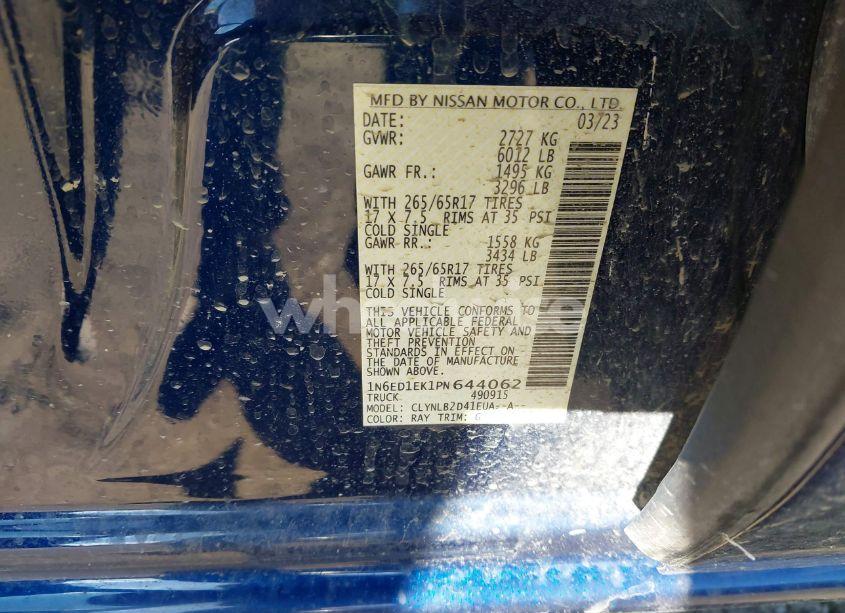 MFD BY NISSAN MOTOR CO., LTD.
DATE: 03/23
GVWR: 2727 KG
6012 LB
GAWR FR.: 1495 KG
3296 LB
WITH 265/65R17 TIRES
17 X 7.5 RIMS AT 35 PSI
COLD SINGLE
GAWR RR.: 1558 KG
3434 LB
WITH 265/65R17 TIRES
17 X 7.5 RIMS AT 35 PSI
COLD SINGLE
THIS VEHICLE CONFORMS TO
ALL APPLICABLE FEDERAL
MOTOR VEHICLE SAFETY AND
THEFT PREVENTION
STANDARDS IN EFFECT ON
THE DATE OF MANUFACTURE
SHOWN ABOVE.
1N6ED1EK1PN644062
TRUCK 490915
MODEL: CLYNLB2D41EUA--A--
COLOR: RAY TRIM: G